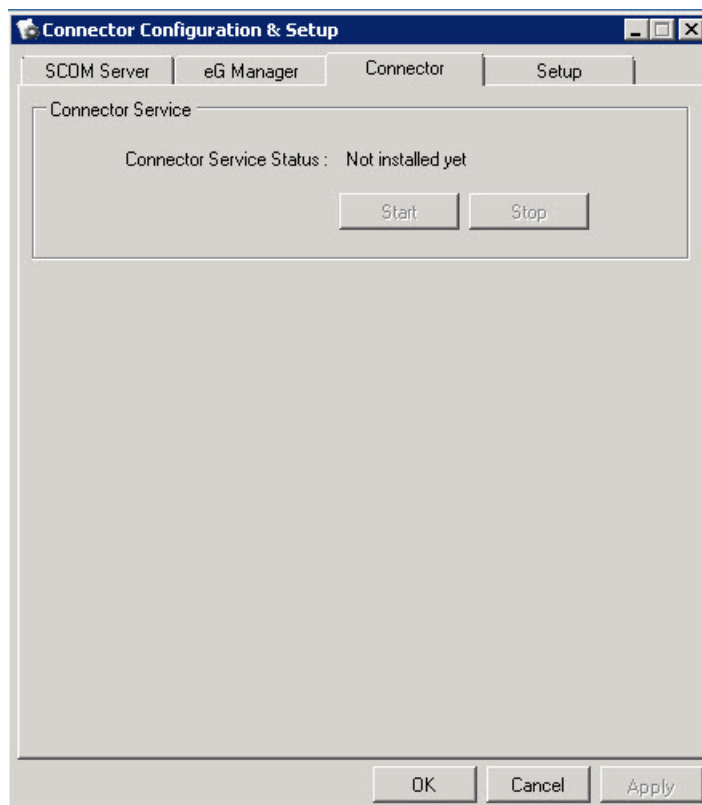 Connector Configuration & Setup
SCOM Server eG Manager Connector Setup
Connector Service
Connector Service Status : Not installed yet
Start Stop
OK Cancel Apply